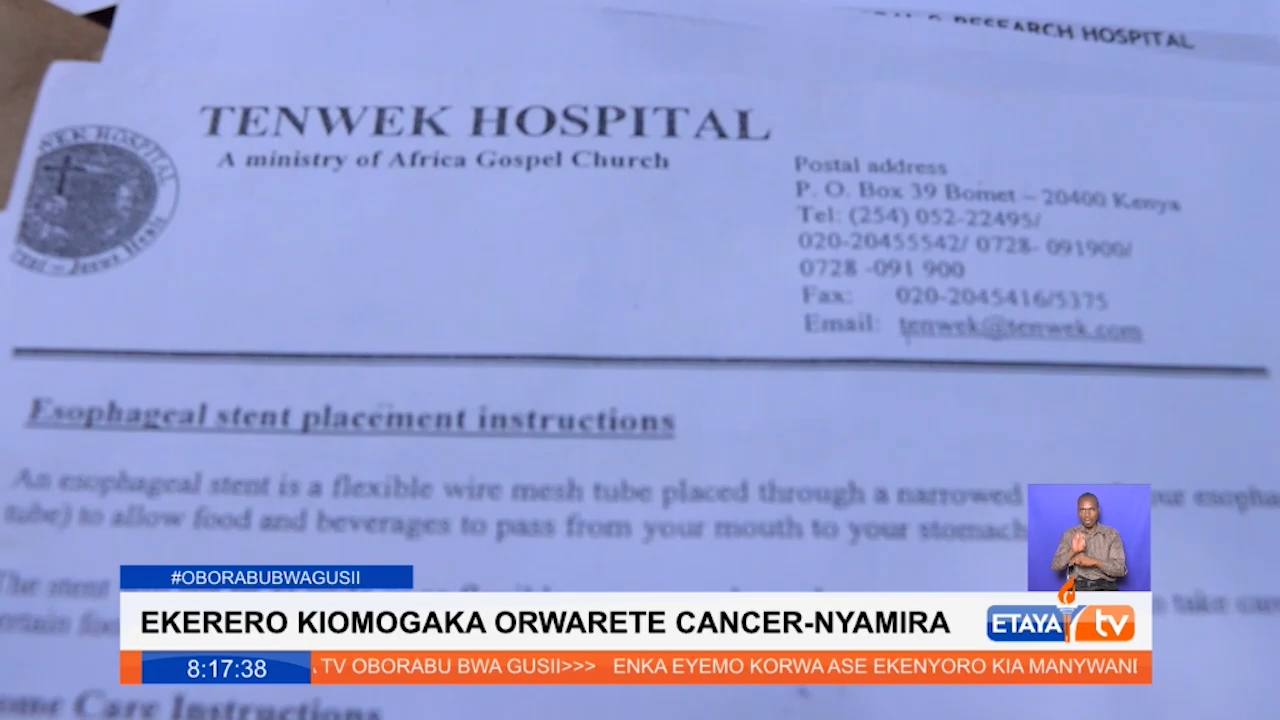 RESEARCH HOSPITAL
TENWEK HOSPITAL
A ministry of Africa Gospel Church
Postal address
P. O. Box 39 Bomet – 20400 Kenya
Tel: (254) 052-22495/
020-20455542/ 0728- 091900/
0728 -091 900
Fax: 020-2045416/5375
Email: tenwek@tenwek.com
Esophageal stent placement instructions
An esophageal stent is a flexible wire mesh tube placed through a narrowed
tube) to allow food and beverages to pass from your mouth to your stomach
The stent
#OBORABUBWAGUSII
EKERERO KIOMOGAKA ORWARETE CANCER-NYAMIRA
ETAYA tv
8:17:38
TV OBORABU BWA GUSII>>> ENKA EYEMO KORWA ASE EKENYORO KIA MANYWANI
Care Instructions